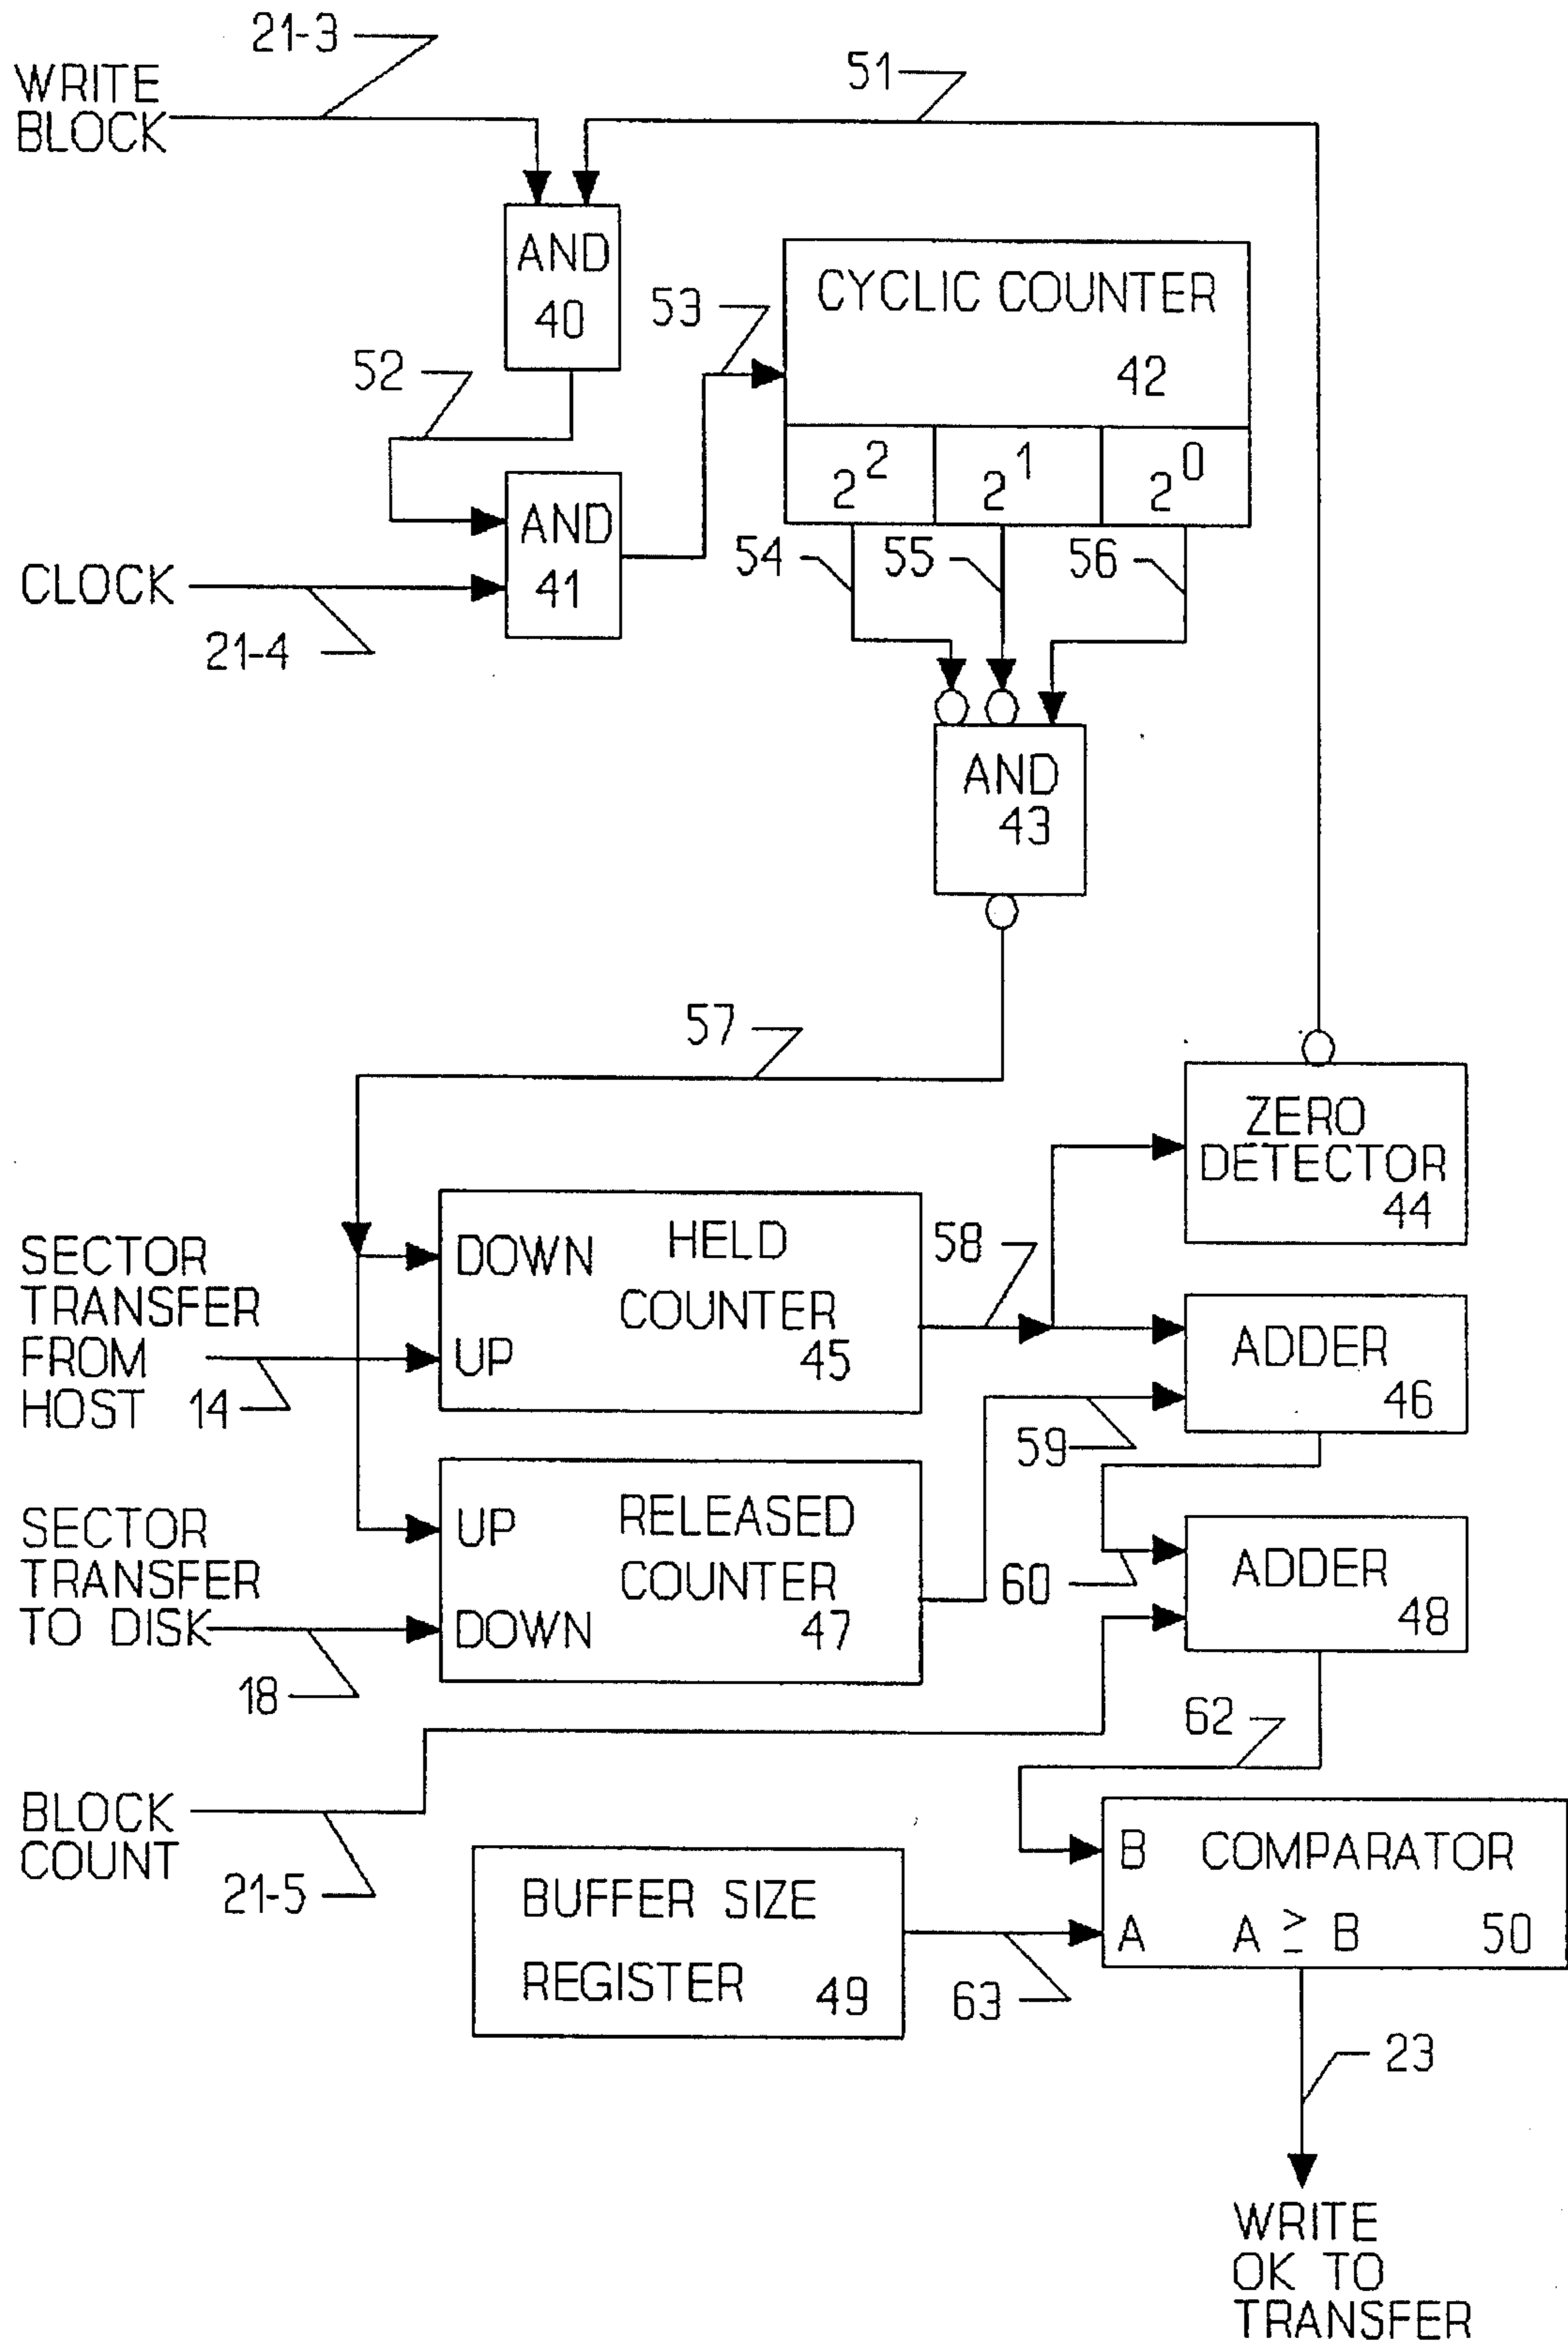 21-3
WRITE
BLOCK
51
AND
40
53
CYCLIC COUNTER
42
52
2^2 2^1 2^0
AND
41
54 55 56
CLOCK
21-4
AND
43
57
ZERO
DETECTOR
44
SECTOR
TRANSFER
FROM
HOST 14
DOWN HELD
COUNTER
UP 45
58
ADDER
46
59
SECTOR
TRANSFER
TO DISK
UP RELEASED
COUNTER
DOWN 47
60
ADDER
48
18
62
BLOCK
COUNT
21-5
B COMPARATOR
A A ≥ B 50
BUFFER SIZE
REGISTER 49
63
23
WRITE
OK TO
TRANSFER